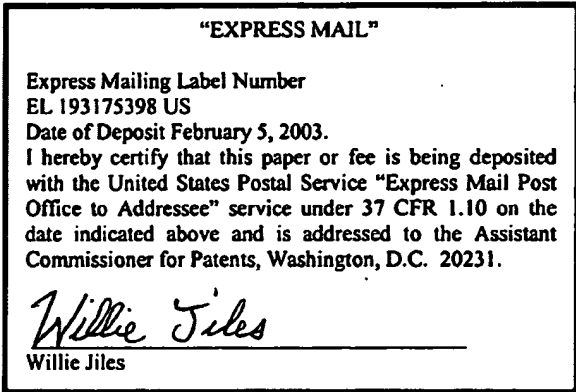 "EXPRESS MAIL"
Express Mailing Label Number
EL 193175398 US
Date of Deposit February 5, 2003.
I hereby certify that this paper or fee is being deposited
with the United States Postal Service "Express Mail Post
Office to Addressee" service under 37 CFR 1.10 on the
date indicated above and is addressed to the Assistant
Commissioner for Patents, Washington, D.C. 20231.
Willie Jiles
Willie Jiles